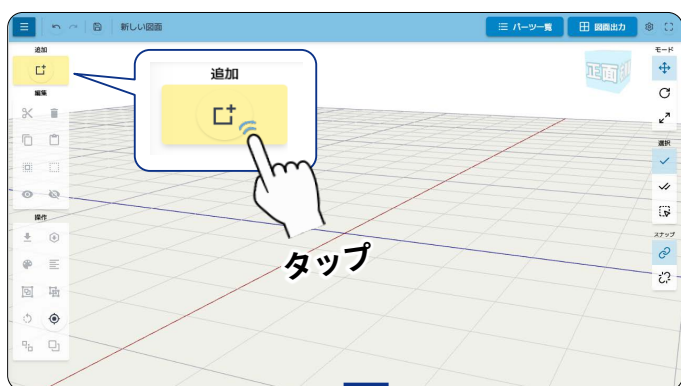 新しい図面
パーツ一覧
図面出力
追加
編集
操作
追加
タップ
正面
モード
選択
スナップ